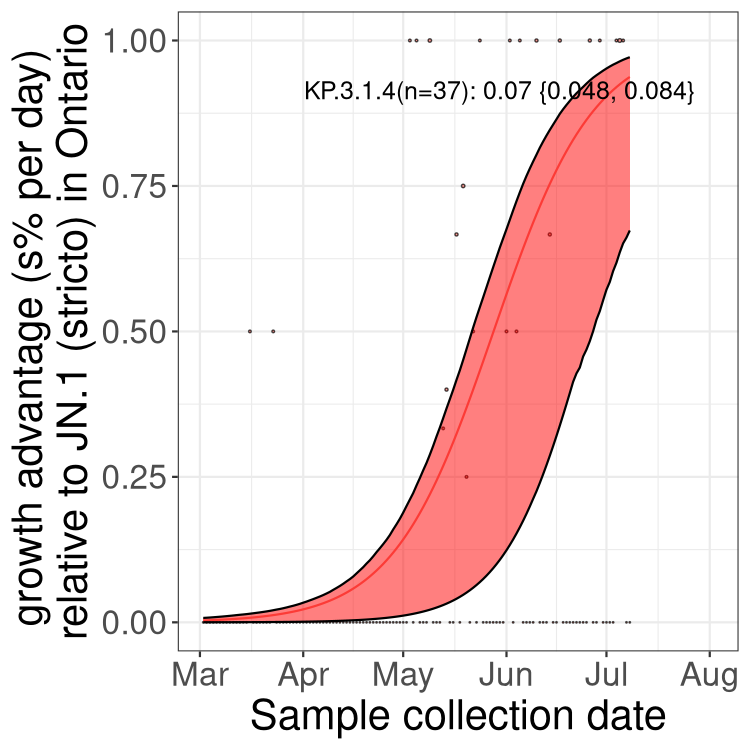 growth advantage (s% per day)
relative to JN.1 (stricto) in Ontario
1.00
0.75
0.50
0.25
0.00
KP.3.1.4(n=37): 0.07 {0.048, 0.084}
Mar Apr May Jun Jul Aug
Sample collection date